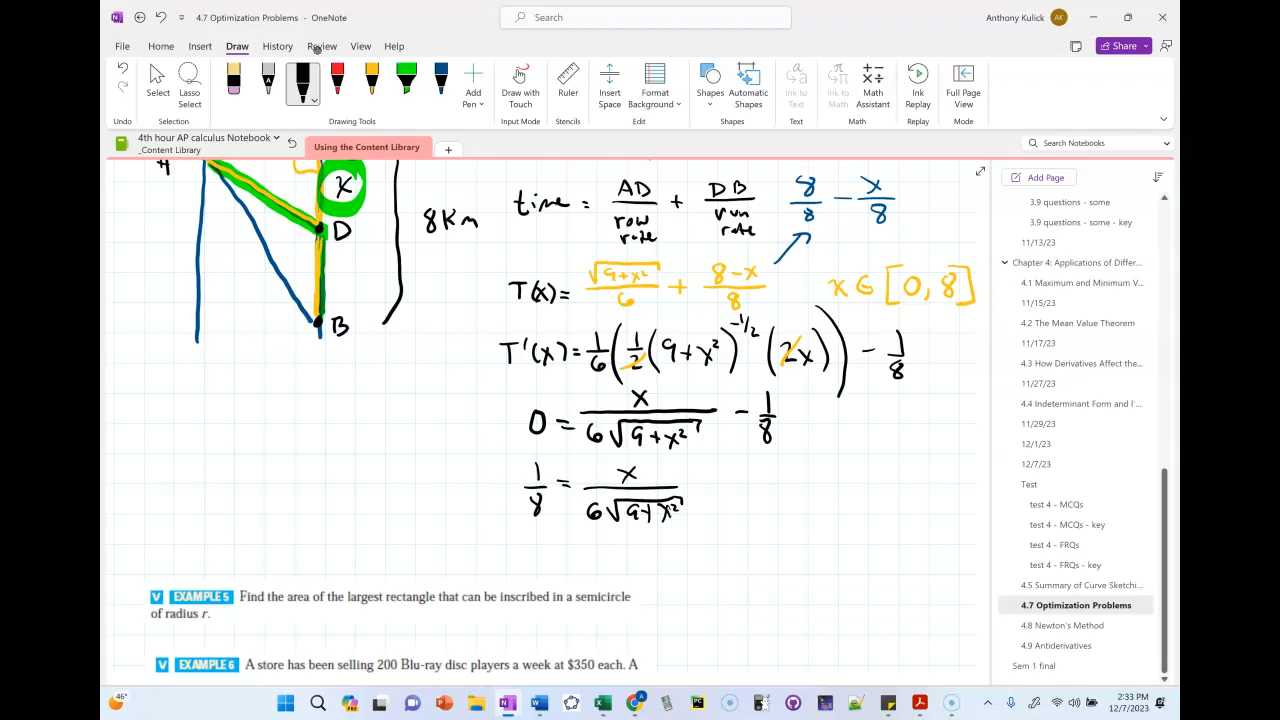 4.7 Optimization Problems - OneNote
Search
Anthony Kulick
AK
File Home Insert Draw History Review View Help
Share
Select
Lasso Select
Add Pen
Draw with Touch
Ruler
Insert Space
Format Background
Shapes
Automatic Shapes
Ink to Text
Ink to Math
Math Assistant
Ink Replay
Full Page View
Undo
Selection
Drawing Tools
Input Mode
Stencils
Edit
Shapes
Text
Math
Replay
Mode
4th hour AP calculus Notebook
_Content Library
Using the Content Library
Search Notebooks
x
D
B
8 Km
time = AD/row rate + DB/run rate
8/8 - x/8
T(x) = √(9+x²)/6 + (8-x)/8
x ∈ [0, 8]
T'(x) = 1/6 (1/2 (9+x²)^(-1/2) (2x)) - 1/8
0 = x/(6√(9+x²)) - 1/8
1/8 = x/(6√(9+x²))
V EXAMPLE 5 Find the area of the largest rectangle that can be inscribed in a semicircle
of radius r.
V EXAMPLE 6 A store has been selling 200 Blu-ray disc players a week at $350 each. A
Add Page
3.9 questions - some
3.9 questions - some - key
11/13/23
Chapter 4: Applications of Differ...
4.1 Maximum and Minimum V...
11/15/23
4.2 The Mean Value Theorem
11/17/23
4.3 How Derivatives Affect the...
11/27/23
4.4 Indeterminant Form and l'...
11/29/23
12/1/23
12/7/23
Test
test 4 - MCQs
test 4 - MCQs - key
test 4 - FRQs
test 4 - FRQs - key
4.5 Summary of Curve Sketchi...
4.7 Optimization Problems
4.8 Newton's Method
4.9 Antiderivatives
Sem 1 final
46°
2:33 PM
12/7/2023